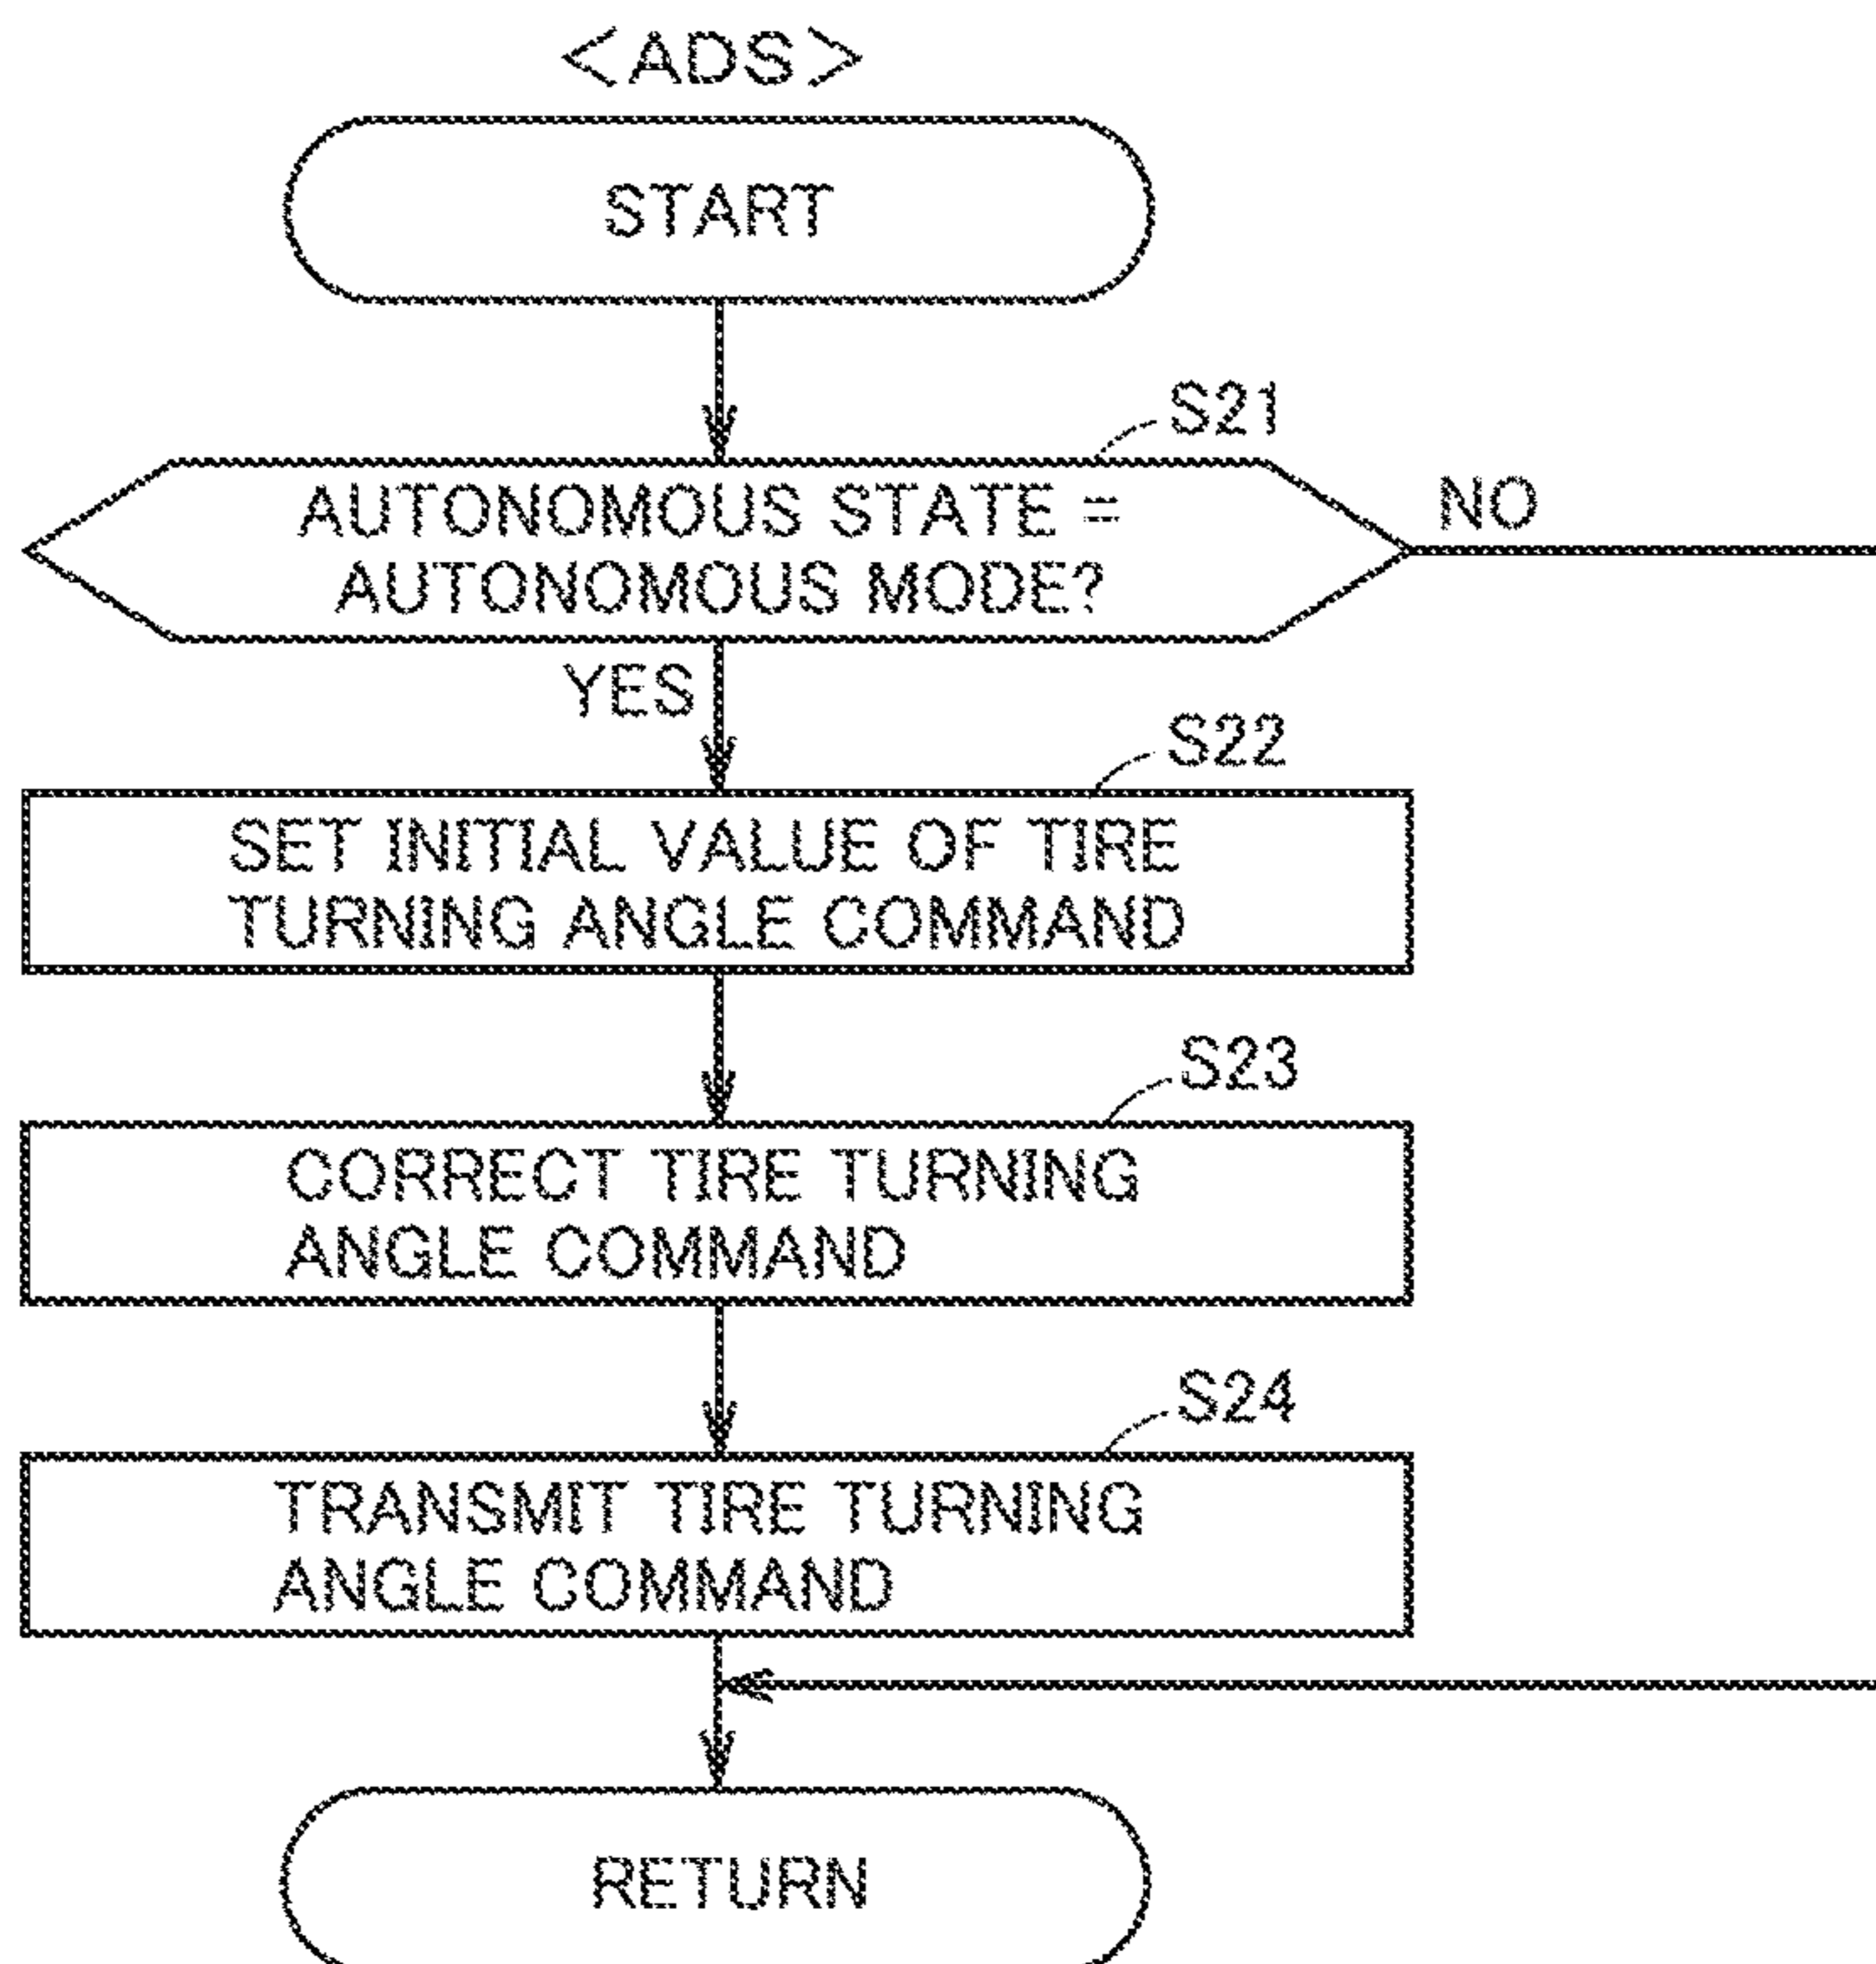 <ADS>
START
S21
AUTONOMOUS STATE =
AUTONOMOUS MODE?
NO
YES
S22
SET INITIAL VALUE OF TIRE
TURNING ANGLE COMMAND
S23
CORRECT TIRE TURNING
ANGLE COMMAND
S24
TRANSMIT TIRE TURNING
ANGLE COMMAND
RETURN